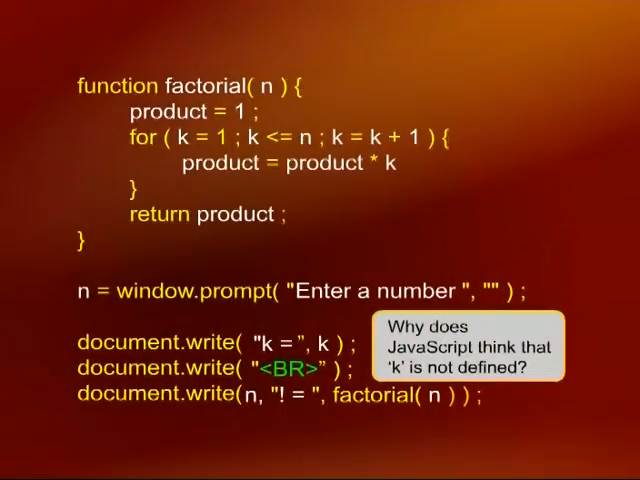 function factorial( n ) {
product = 1 ;
for ( k = 1 ; k <= n ; k = k + 1 ) {
product = product * k
}
return product ;
}
n = window.prompt( "Enter a number ", "" ) ;
document.write( "k = ”, k ) ;
document.write( "<BR>” ) ;
document.write( n, "! = ", factorial( n ) ) ;
Why does
JavaScript think that
‘k’ is not defined?